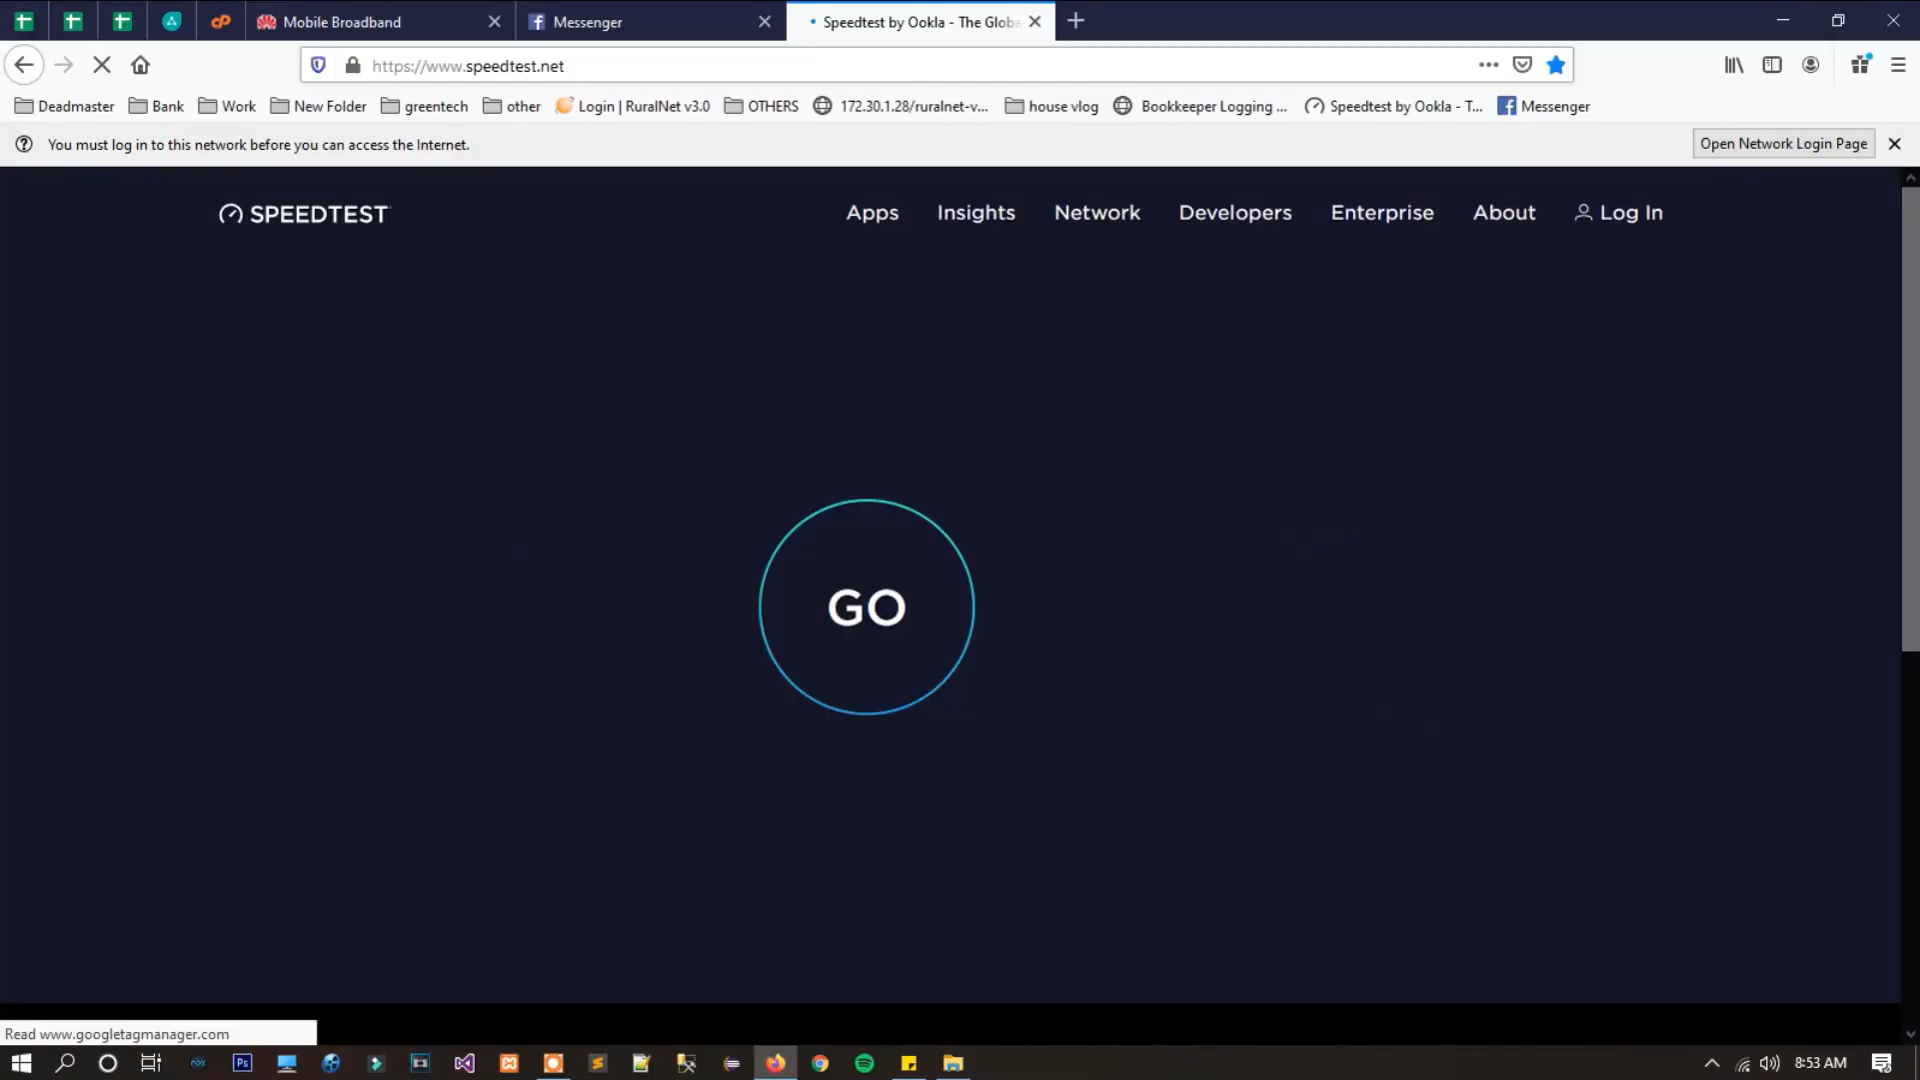 Mobile Broadband
Messenger
Speedtest by Ookla - The Globa
https://www.speedtest.net
Deadmaster
Bank
Work
New Folder
greentech
other
Login | RuralNet v3.0
OTHERS
172.30.1.28/ruralnet-v...
house vlog
Bookkeeper Logging ...
Speedtest by Ookla - T...
Messenger
You must log in to this network before you can access the Internet.
Open Network Login Page
SPEEDTEST
Apps
Insights
Network
Developers
Enterprise
About
Log In
GO
Read www.googletagmanager.com
Ps
8:53 AM